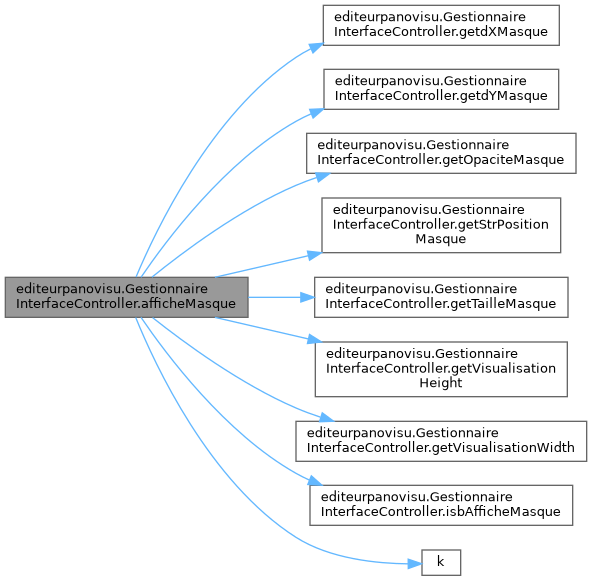 editeurpanovisu.Gestionnaire
InterfaceController.afficheMasque
editeurpanovisu.Gestionnaire
InterfaceController.getdXMasque
editeurpanovisu.Gestionnaire
InterfaceController.getdYMasque
editeurpanovisu.Gestionnaire
InterfaceController.getOpaciteMasque
editeurpanovisu.Gestionnaire
InterfaceController.getStrPosition
Masque
editeurpanovisu.Gestionnaire
InterfaceController.getTailleMasque
editeurpanovisu.Gestionnaire
InterfaceController.getVisualisation
Height
editeurpanovisu.Gestionnaire
InterfaceController.getVisualisationWidth
editeurpanovisu.Gestionnaire
InterfaceController.isbAfficheMasque
k